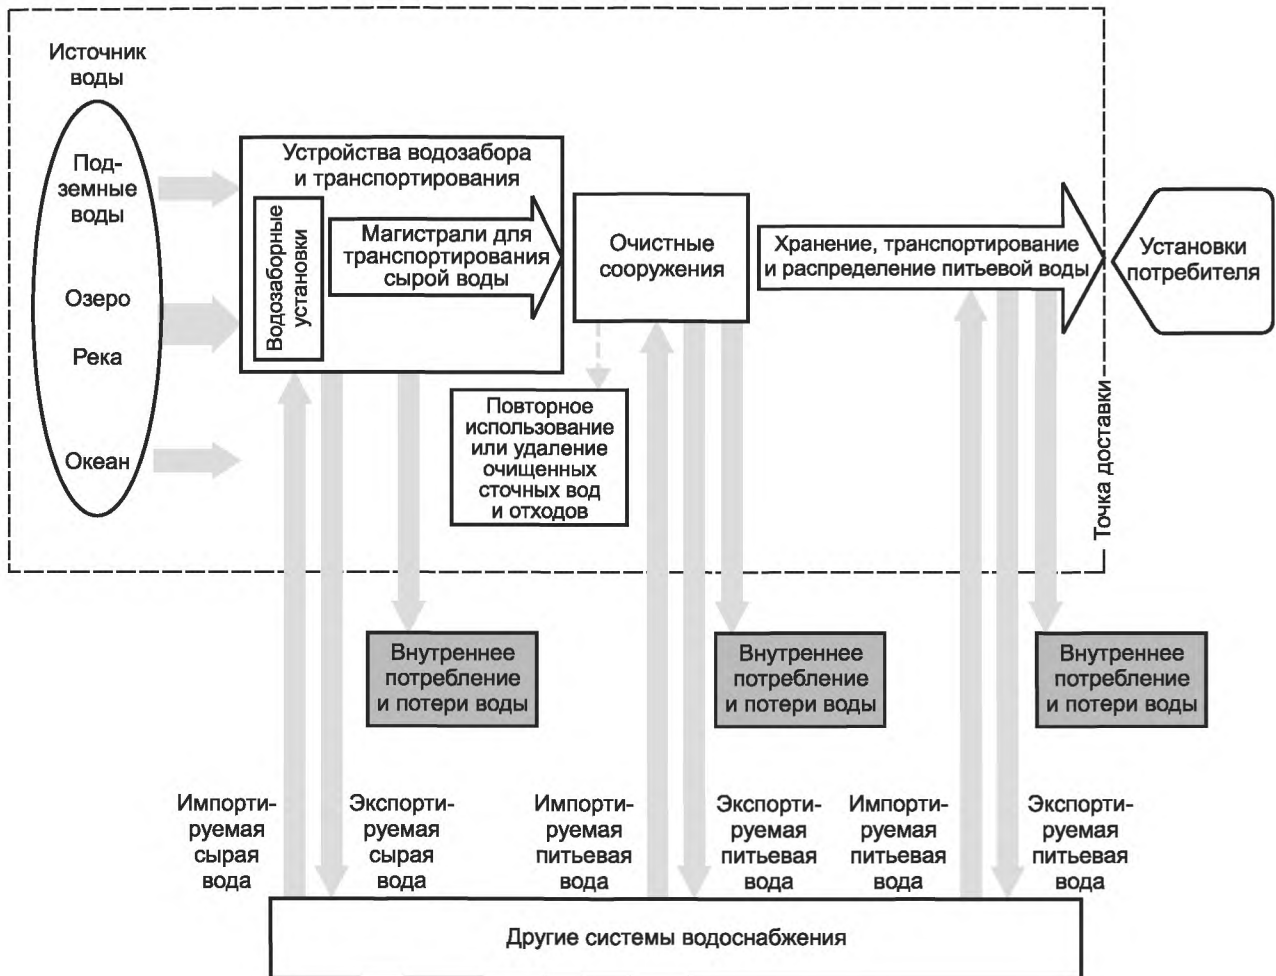 Источник
воды
Под-
земные
воды
Озеро
Река
Океан
Устройства водозабора
и транспортирования
Водозаборные
установки
Магистрали для
транспортирования
сырой воды
Очистные
сооружения
Хранение, транспортирование
и распределение питьевой воды
Установки
потребителя
Точка доставки
Повторное
использование
или удаление
очищенных
сточных вод
и отходов
Внутреннее
потребление
и потери воды
Внутреннее
потребление
и потери воды
Внутреннее
потребление
и потери воды
Импорти-
руемая
сырая
вода
Экспорти-
руемая
сырая
вода
Импорти-
руемая
питьевая
вода
Экспорти-
руемая
питьевая
вода
Импорти-
руемая
питьевая
вода
Экспорти-
руемая
питьевая
вода
Другие системы водоснабжения